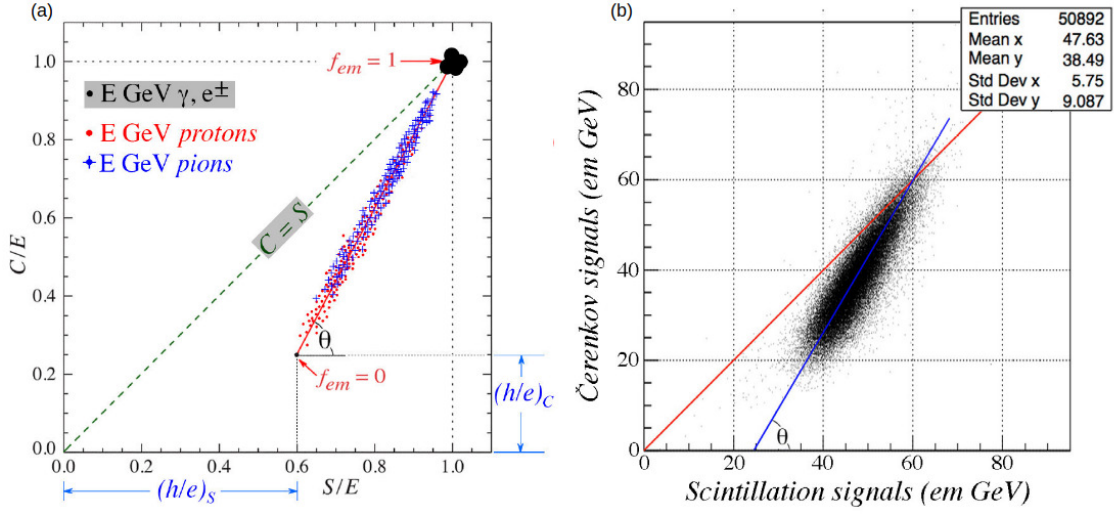 (a)
1.0
0.8
0.6
0.4
0.2
0.0
C/E
f_em = 1
E GeV γ, e±
E GeV protons
E GeV pions
C = S
θ
f_em = 0
(h/e)_C
0.0 0.2 0.4 0.6 0.8 1.0
(h/e)_S
S/E
(b)
Entries 50892
Mean x 47.63
Mean y 38.49
Std Dev x 5.75
Std Dev y 9.087
80
60
40
20
0
Čerenkov signals (em GeV)
θ
0 20 40 60 80
Scintillation signals (em GeV)